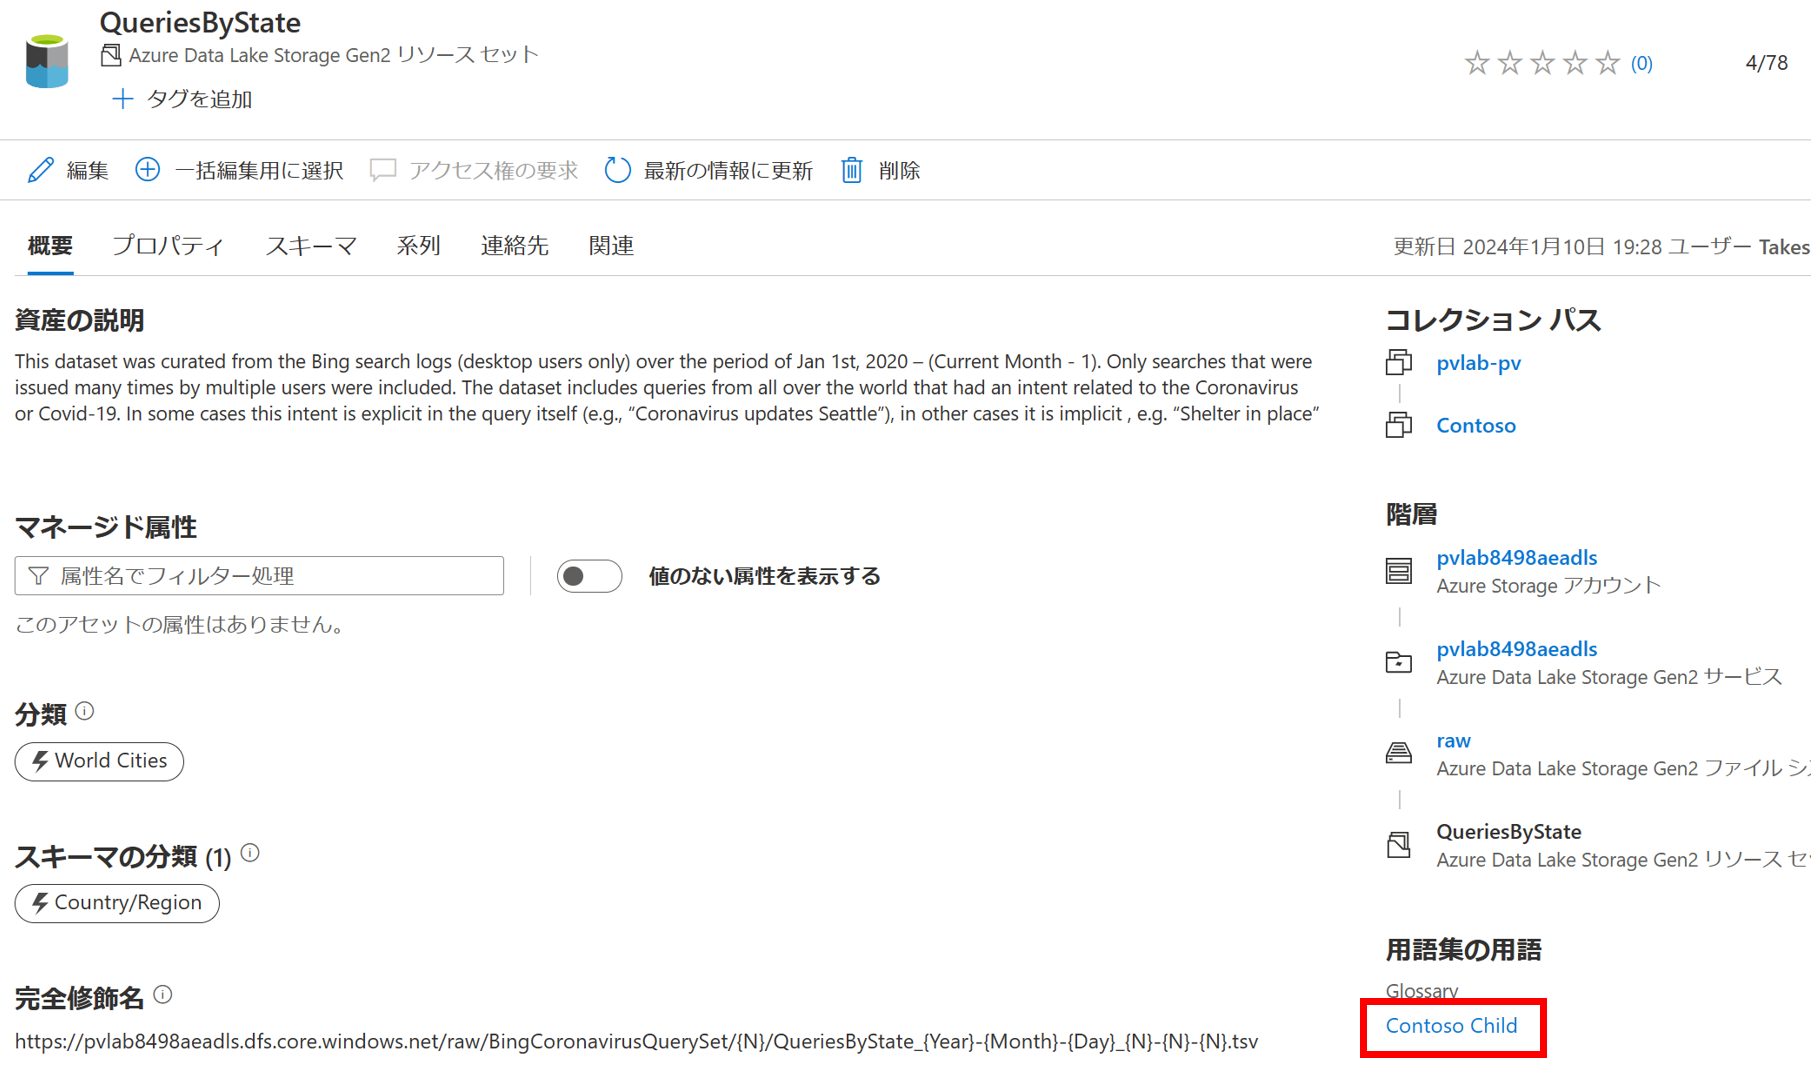 QueriesByState
Azure Data Lake Storage Gen2 リソース セット
タグを追加
(0)
4/78
編集
一括編集用に選択
アクセス権の要求
最新の情報に更新
削除
概要
プロパティ
スキーマ
系列
連絡先
関連
更新日 2024年1月10日 19:28 ユーザー Takes
資産の説明
This dataset was curated from the Bing search logs (desktop users only) over the period of Jan 1st, 2020 – (Current Month - 1). Only searches that were
issued many times by multiple users were included. The dataset includes queries from all over the world that had an intent related to the Coronavirus
or Covid-19. In some cases this intent is explicit in the query itself (e.g., “Coronavirus updates Seattle”), in other cases it is implicit , e.g. “Shelter in place”
マネージド属性
属性名でフィルター処理
値のない属性を表示する
このアセットの属性はありません。
分類
World Cities
スキーマの分類 (1)
Country/Region
完全修飾名
https://pvlab8498aeadls.dfs.core.windows.net/raw/BingCoronavirusQuerySet/{N}/QueriesByState_{Year}-{Month}-{Day}_{N}-{N}-{N}.tsv
コレクション パス
pvlab-pv
Contoso
階層
pvlab8498aeadls
Azure Storage アカウント
pvlab8498aeadls
Azure Data Lake Storage Gen2 サービス
raw
Azure Data Lake Storage Gen2 ファイル シ
QueriesByState
Azure Data Lake Storage Gen2 リソース セ
用語集の用語
Glossary
Contoso Child